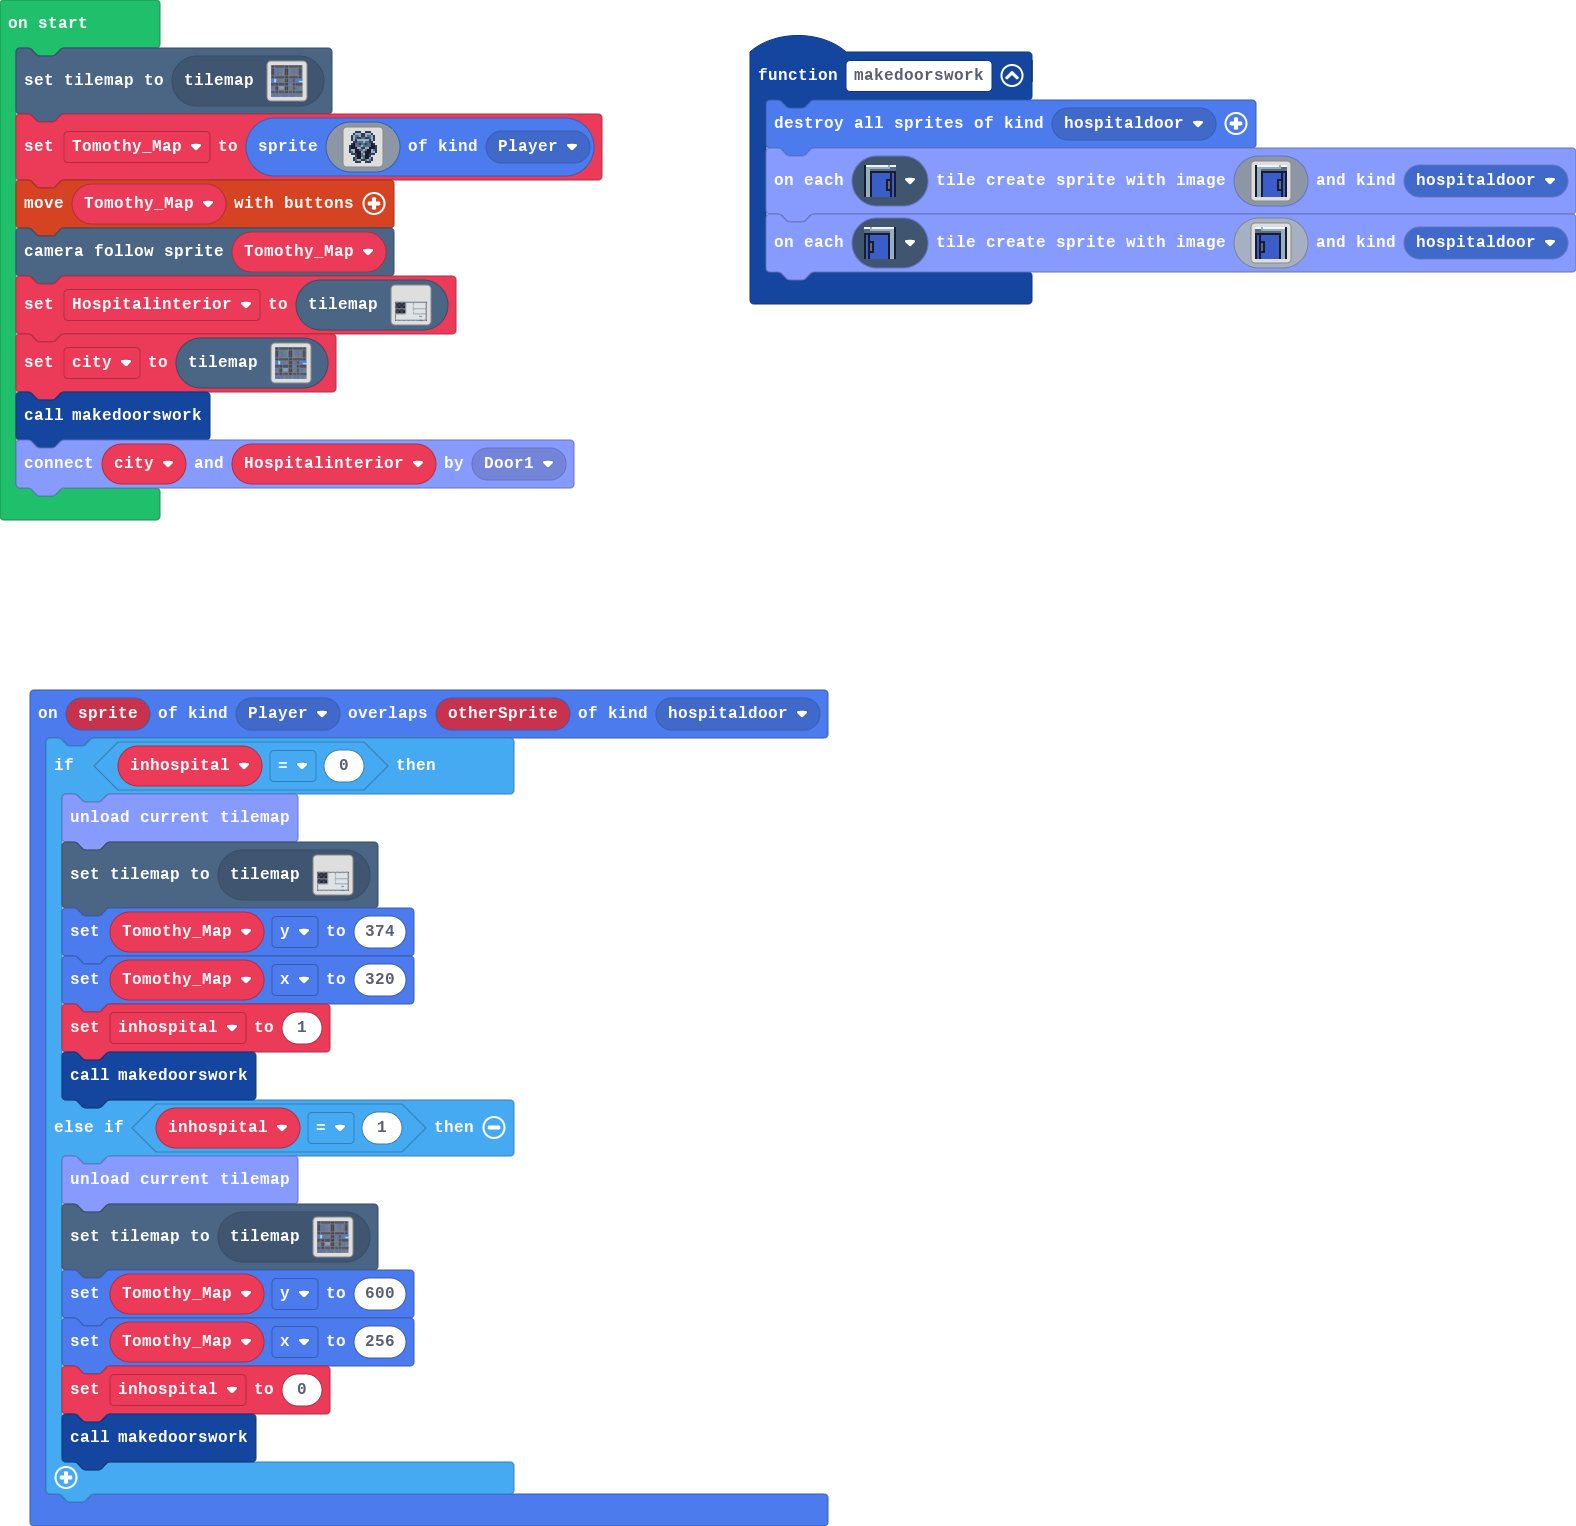 on start
set tilemap to tilemap
set Tomothy_Map to sprite of kind Player
move Tomothy_Map with buttons
camera follow sprite Tomothy_Map
set Hospitalinterior to tilemap
set city to tilemap
call makedoorswork
connect city and Hospitalinterior by Door1
function makedoorswork
destroy all sprites of kind hospitaldoor
on each tile create sprite with image and kind hospitaldoor
on each tile create sprite with image and kind hospitaldoor
on sprite of kind Player overlaps otherSprite of kind hospitaldoor
if inhospital = 0 then
unload current tilemap
set tilemap to tilemap
set Tomothy_Map y to 374
set Tomothy_Map x to 320
set inhospital to 1
call makedoorswork
else if inhospital = 1 then
unload current tilemap
set tilemap to tilemap
set Tomothy_Map y to 600
set Tomothy_Map x to 256
set inhospital to 0
call makedoorswork